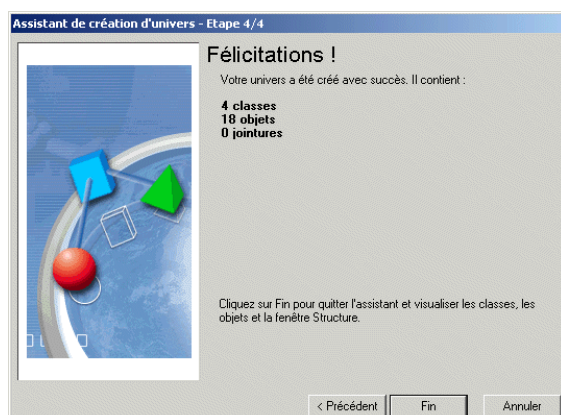 Assistant de création d'univers - Etape 4/4
Félicitations !
Votre univers a été créé avec succès. Il contient :
4 classes
18 objets
0 jointures
Cliquez sur Fin pour quitter l'assistant et visualiser les classes, les
objets et la fenêtre Structure.
< Précédent
Fin
Annuler